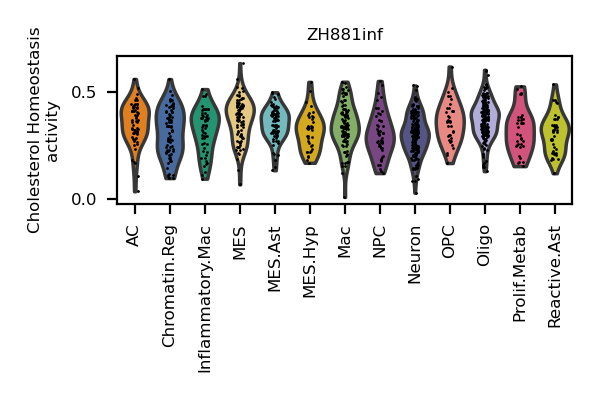 ZH881inf
Cholesterol Homeostasis
activity
0.5
0.0
AC
Chromatin.Reg
Inflammatory.Mac
MES
MES.Ast
MES.Hyp
Mac
NPC
Neuron
OPC
Oligo
Prolif.Metab
Reactive.Ast